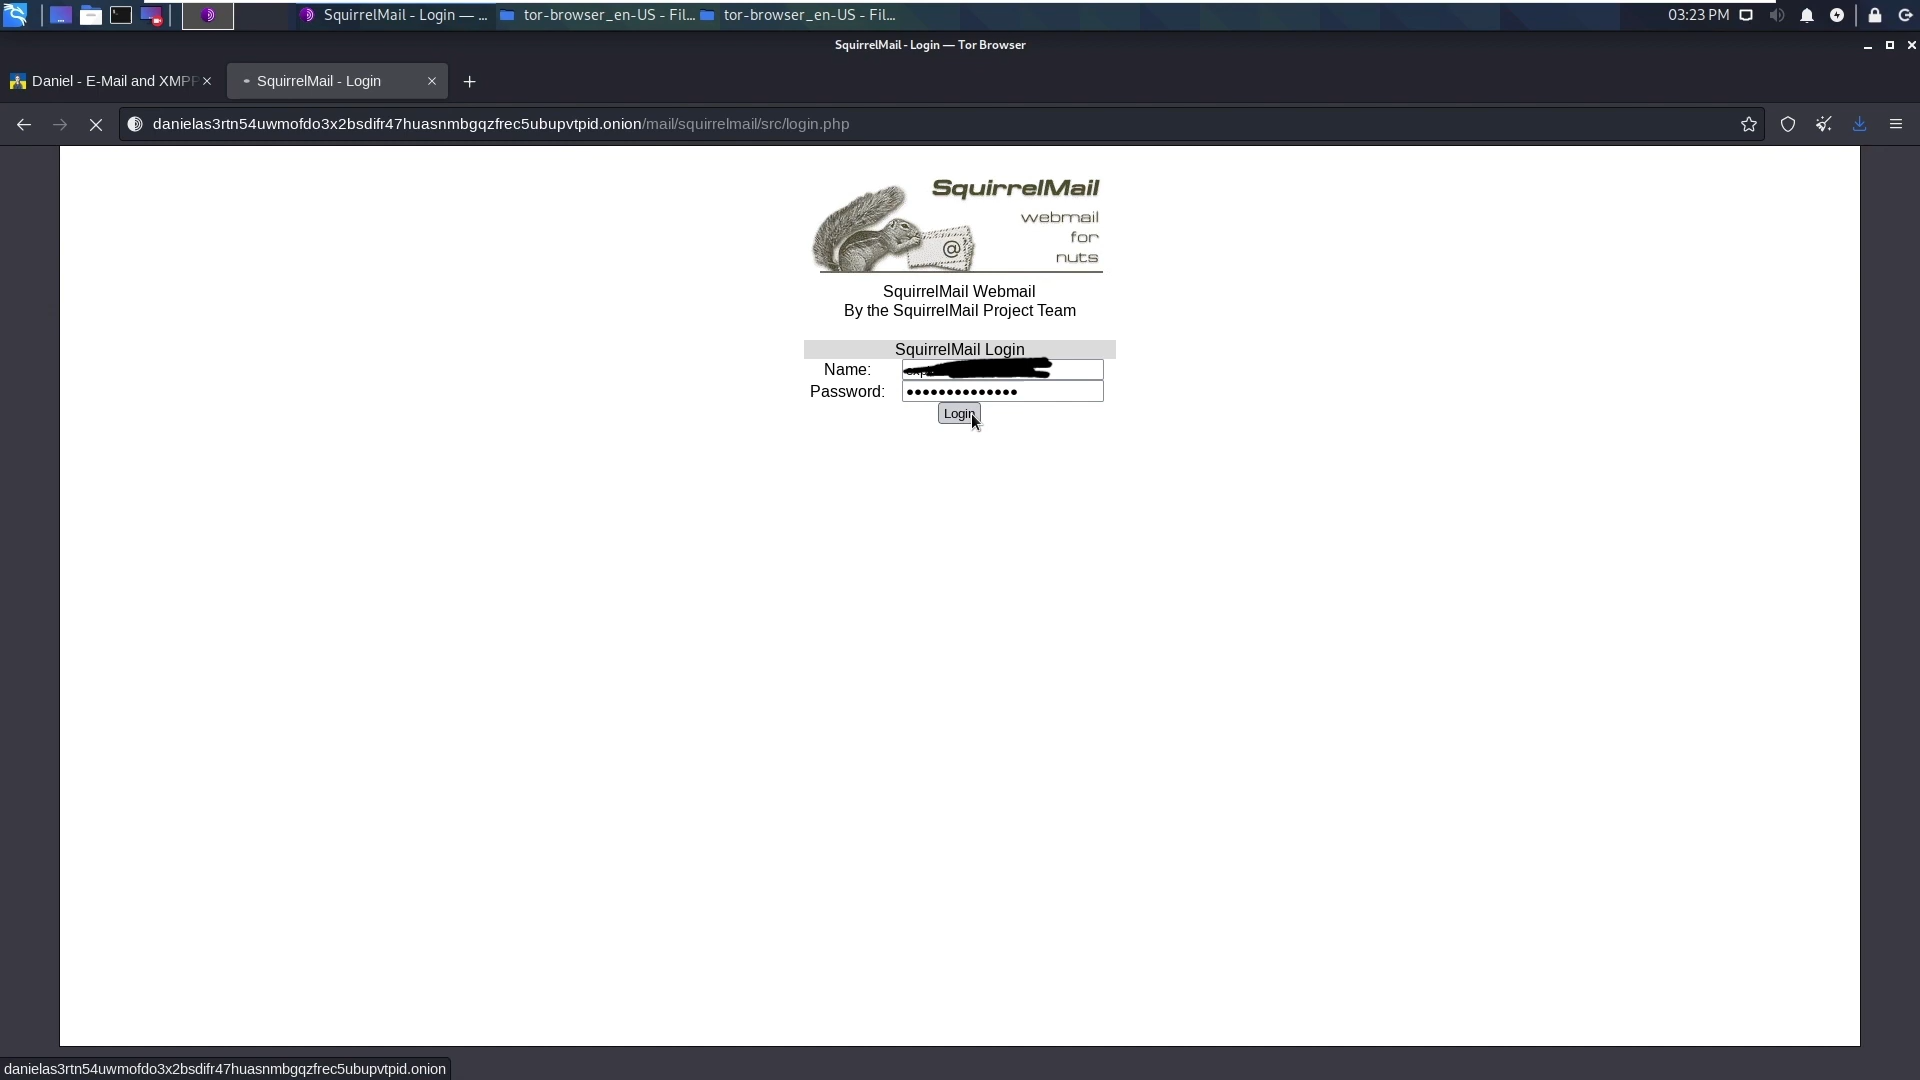 SquirrelMail - Login — ...
tor-browser_en-US - Fil...
tor-browser_en-US - Fil...
03:23 PM
SquirrelMail - Login — Tor Browser
Daniel - E-Mail and XMPP
SquirrelMail - Login
danielas3rtn54uwmofdo3x2bsdifr47huasnmbgqzfrec5ubupvtpid.onion/mail/squirrelmail/src/login.php
SquirrelMail
webmail
for
nuts
@
SquirrelMail Webmail
By the SquirrelMail Project Team
SquirrelMail Login
Name:
Password: ••••••••••••••
Login
danielas3rtn54uwmofdo3x2bsdifr47huasnmbgqzfrec5ubupvtpid.onion